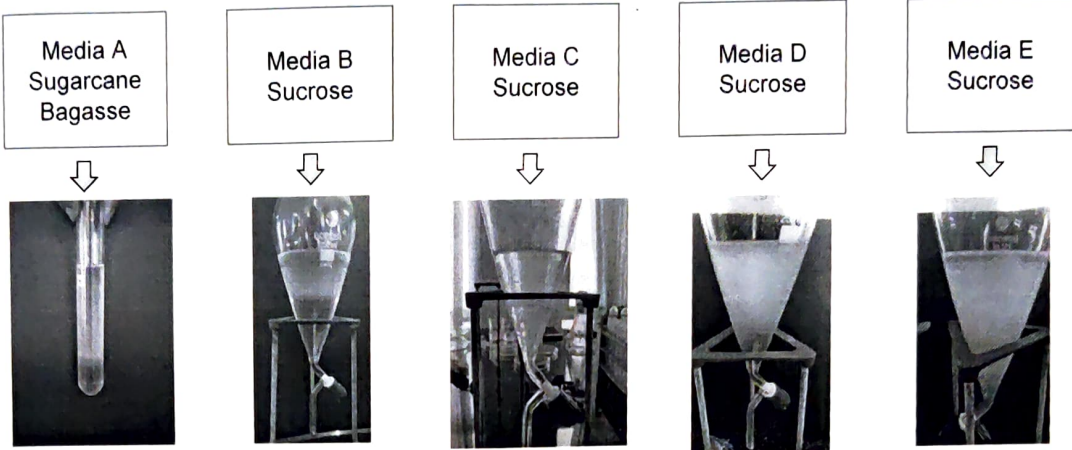 Media A
Sugarcane
Bagasse
Media B
Sucrose
Media C
Sucrose
Media D
Sucrose
Media E
Sucrose